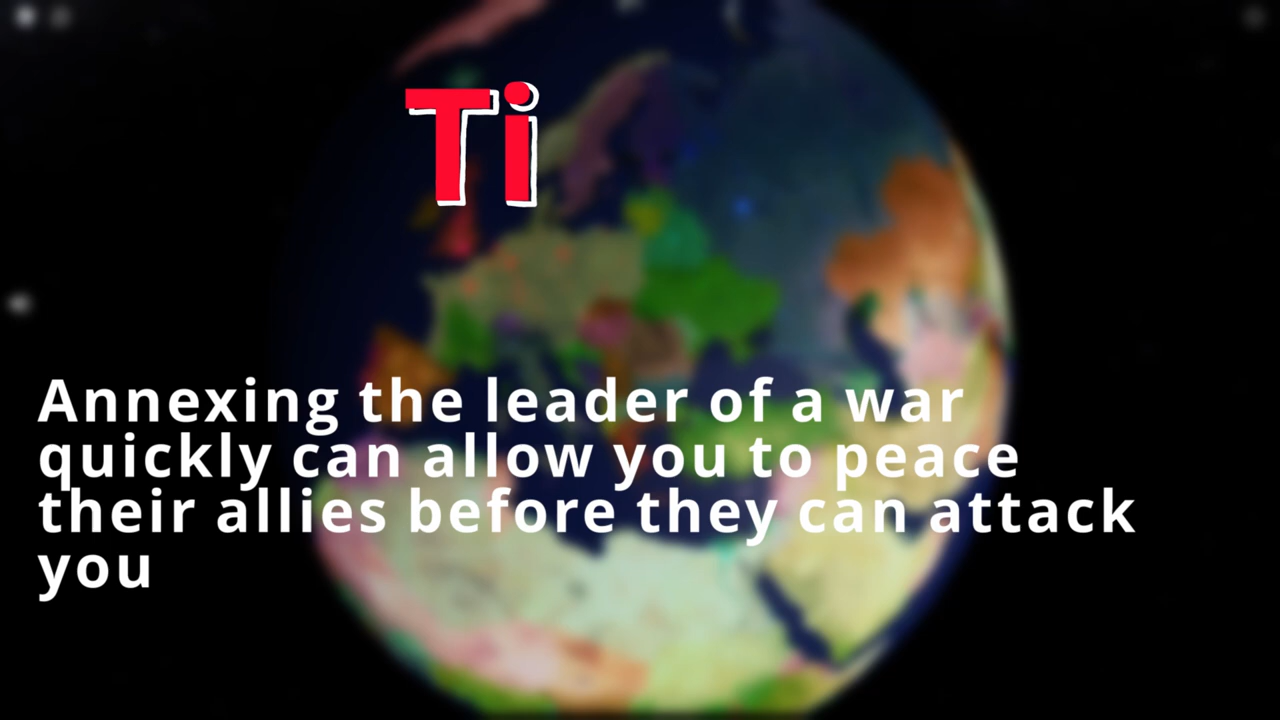 Ti
Annexing the leader of a war
quickly can allow you to peace
their allies before they can attack
you